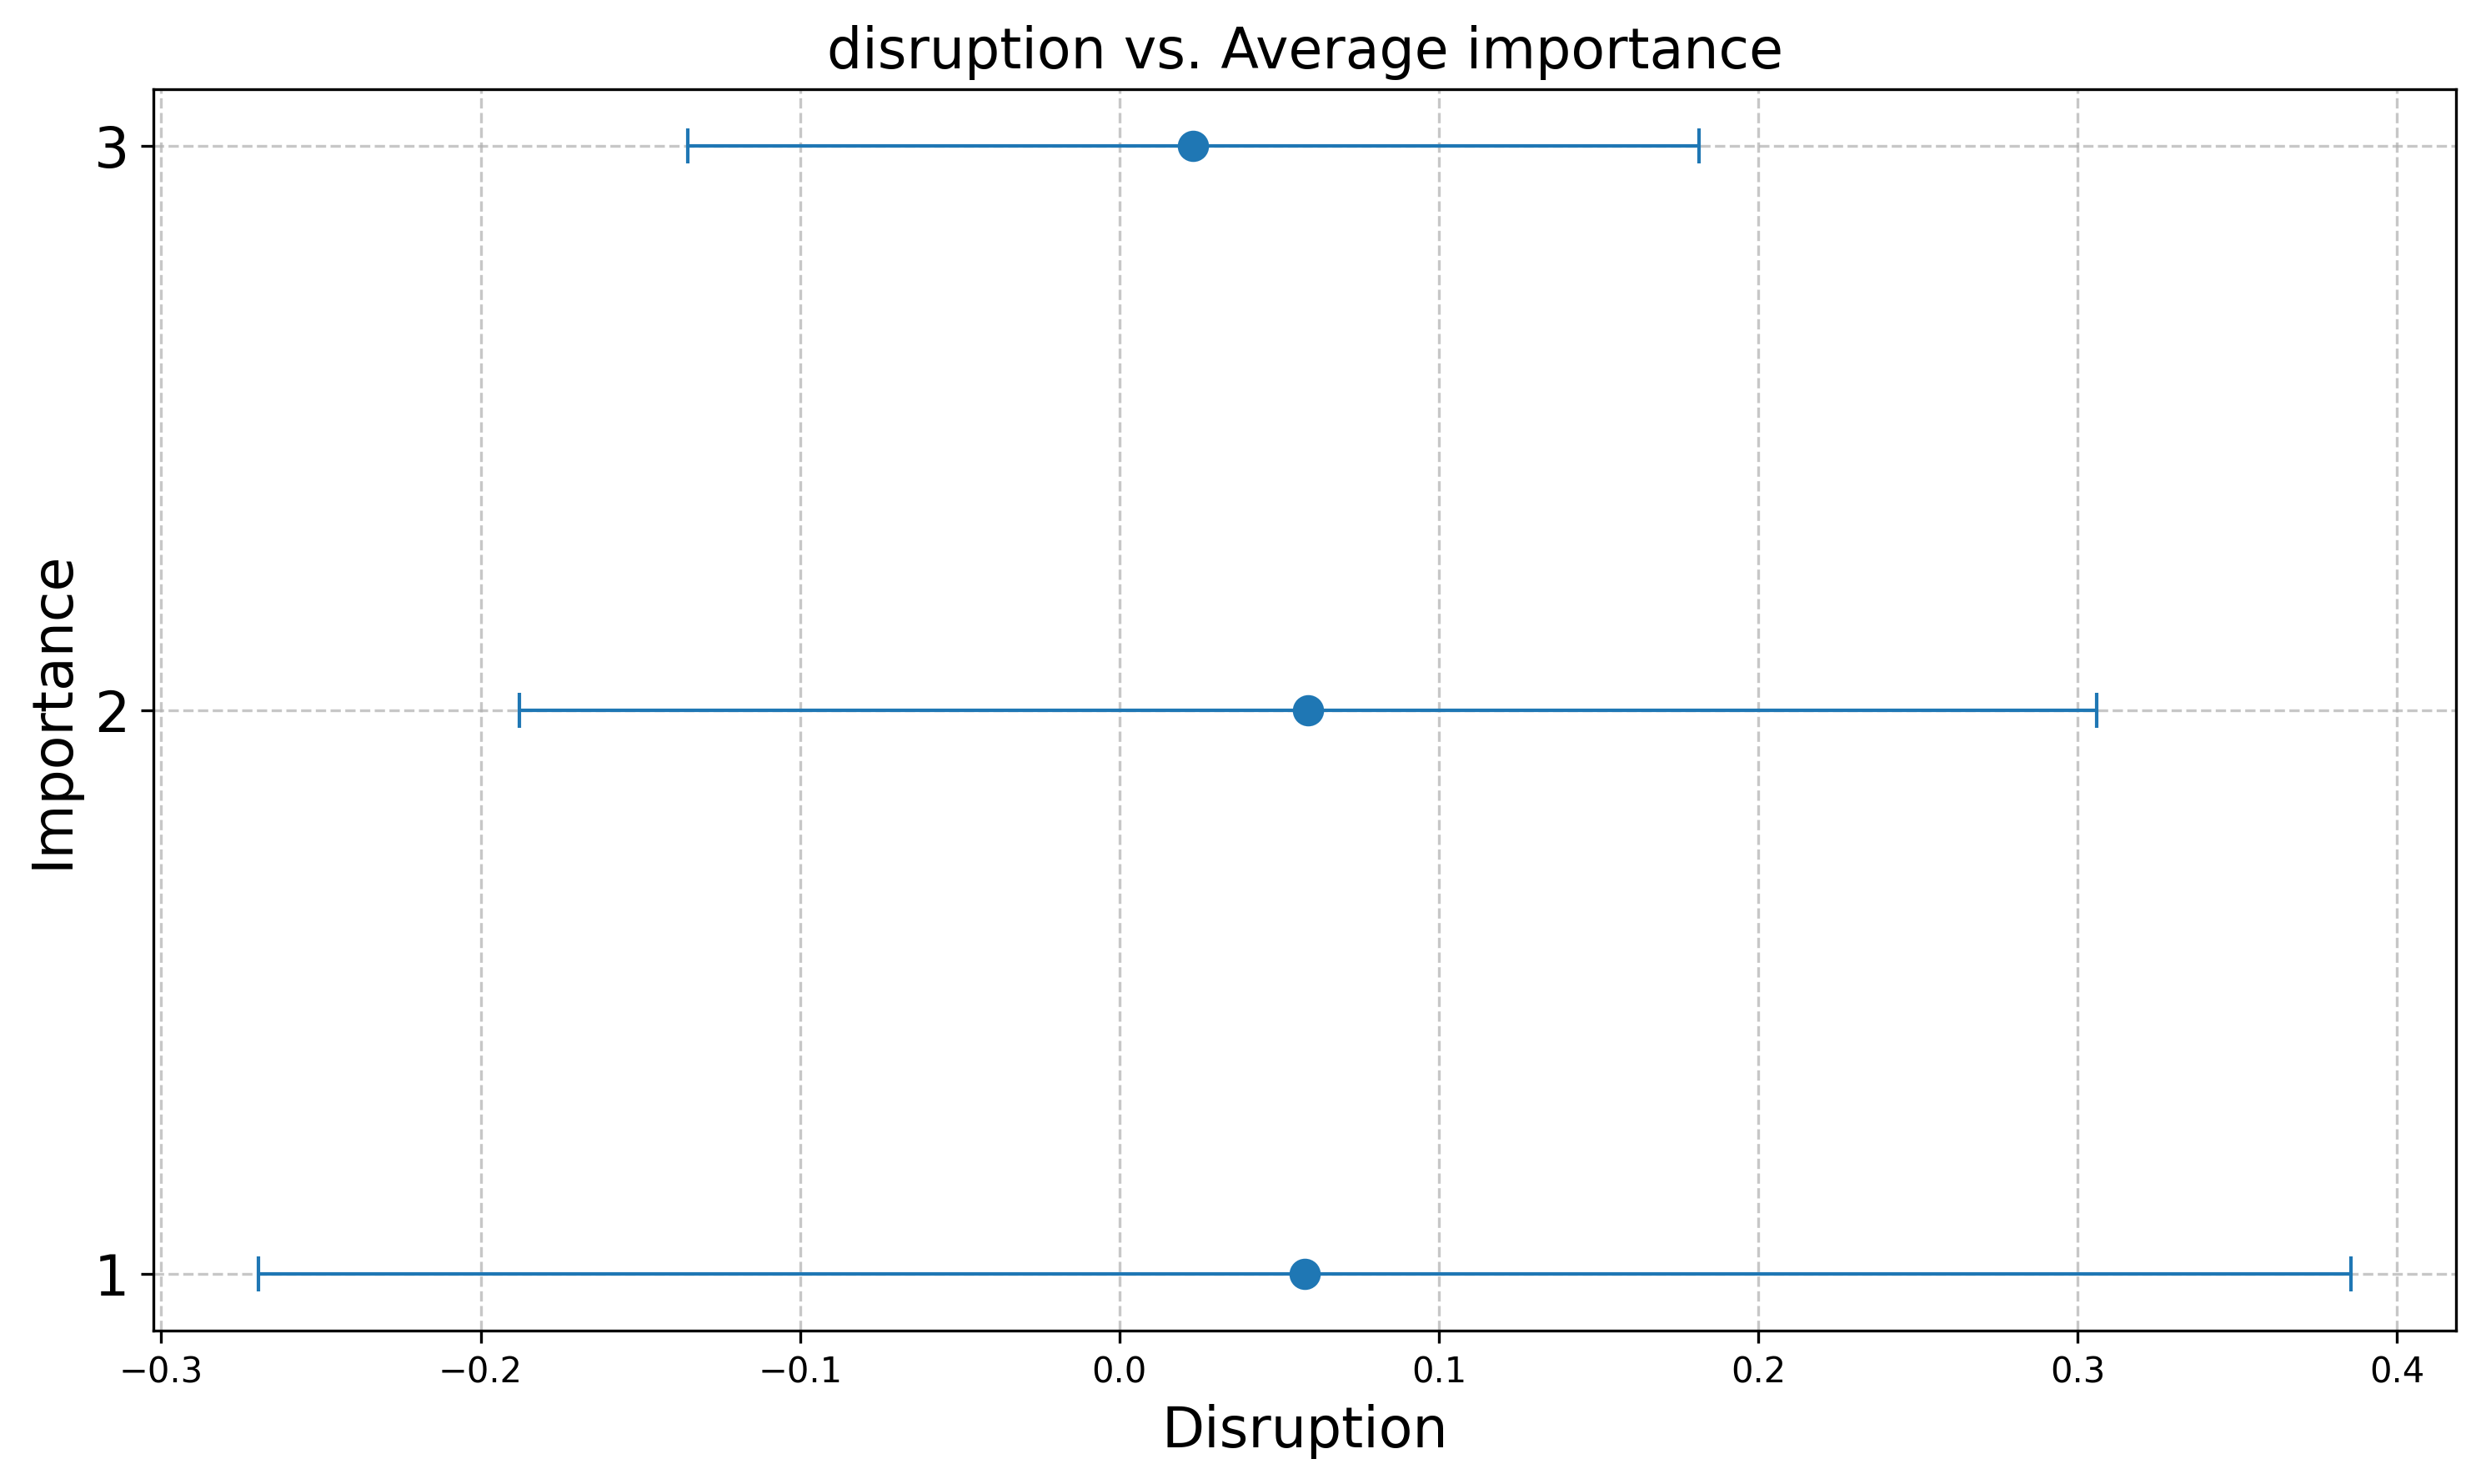 disruption vs. Average importance
3
2
1
Importance
−0.3 −0.2 −0.1 0.0 0.1 0.2 0.3 0.4
Disruption